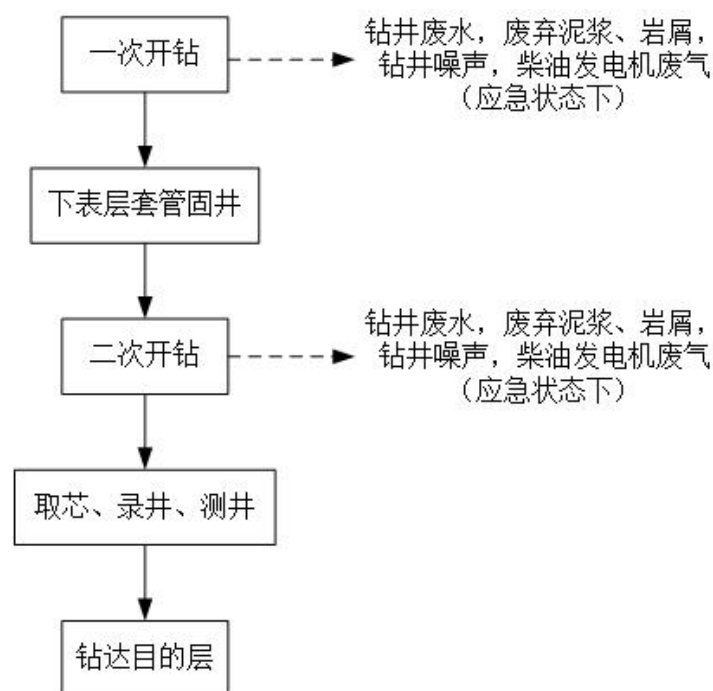 一次开钻
钻井废水，废弃泥浆、岩屑，
钻井噪声，柴油发电机废气
（应急状态下）
下表层套管固井
二次开钻
钻井废水，废弃泥浆、岩屑，
钻井噪声，柴油发电机废气
（应急状态下）
取芯、录井、测井
钻达目的层